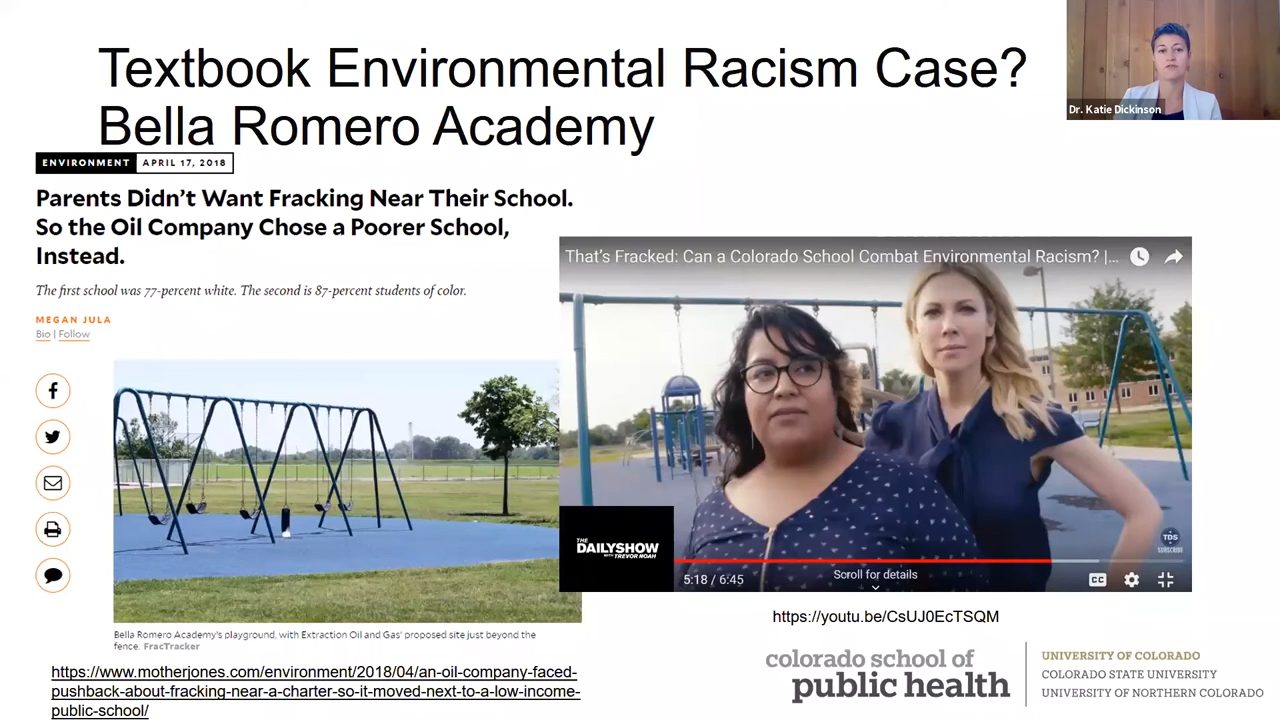 Textbook Environmental Racism Case?
Bella Romero Academy
Dr. Katie Dickinson
ENVIRONMENT APRIL 17, 2018
Parents Didn’t Want Fracking Near Their School.
So the Oil Company Chose a Poorer School,
Instead.
The first school was 77-percent white. The second is 87-percent students of color.
MEGAN JULA
Bio | Follow
That's Fracked: Can a Colorado School Combat Environmental Racism? |...
THE
DAILYSHOW
WITH TREVOR NOAH
TDS
SUBSCRIBE
5:18 / 6:45
Scroll for details
CC
Bella Romero Academy's playground, with Extraction Oil and Gas' proposed site just beyond the
fence. FracTracker
https://youtu.be/CsUJ0EcTSQM
https://www.motherjones.com/environment/2018/04/an-oil-company-faced-
pushback-about-fracking-near-a-charter-so-it-moved-next-to-a-low-income-
public-school/
colorado school of
public health
UNIVERSITY OF COLORADO
COLORADO STATE UNIVERSITY
UNIVERSITY OF NORTHERN COLORADO